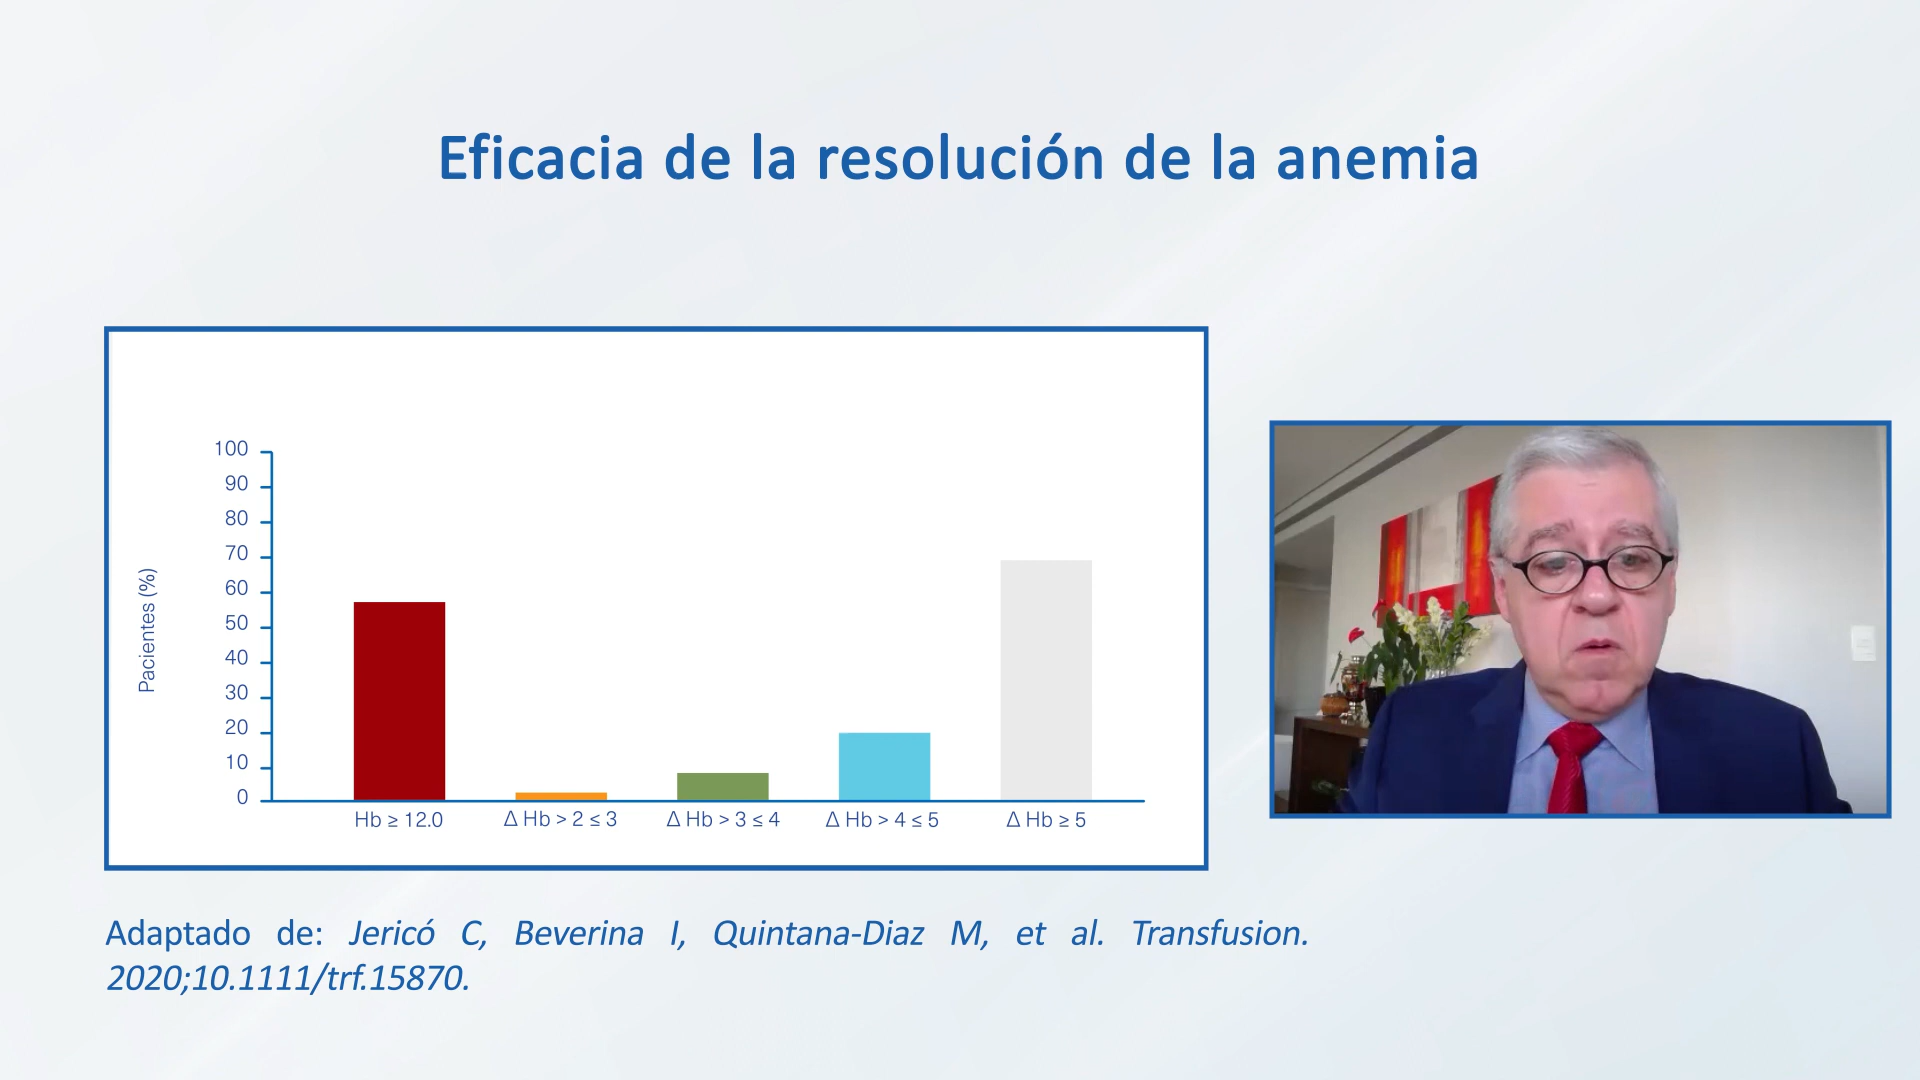 Eficacia de la resolución de la anemia
100
90
80
70
60
50
40
30
20
10
0
Pacientes (%)
Hb ≥ 12.0
Δ Hb > 2 ≤ 3
Δ Hb > 3 ≤ 4
Δ Hb > 4 ≤ 5
Δ Hb ≥ 5
Adaptado de: Jericó C, Beverina I, Quintana-Diaz M, et al. Transfusion.
2020;10.1111/trf.15870.